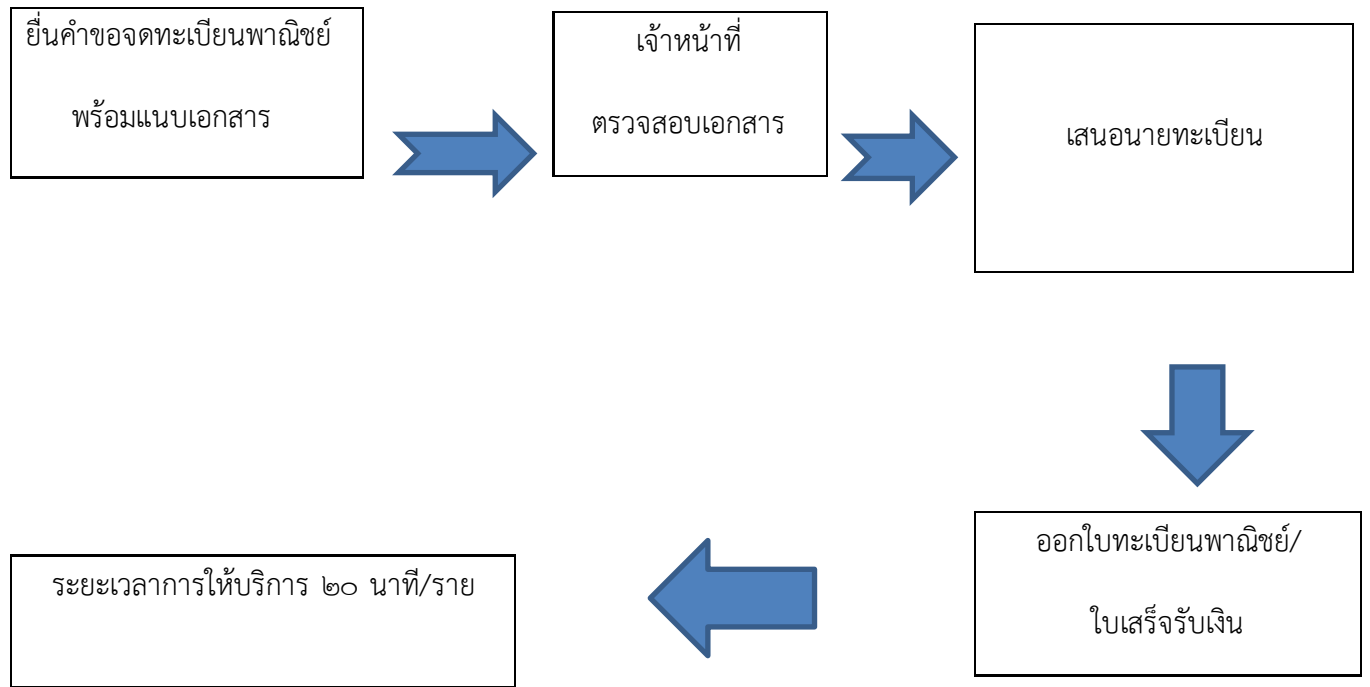 ยื่นคำขอจดทะเบียนพาณิชย์
พร้อมแนบเอกสาร
เจ้าหน้าที่
ตรวจสอบเอกสาร
เสนอนายทะเบียน
ออกใบทะเบียนพาณิชย์/
ใบเสร็จรับเงิน
ระยะเวลาการให้บริการ ๒๐ นาที/ราย